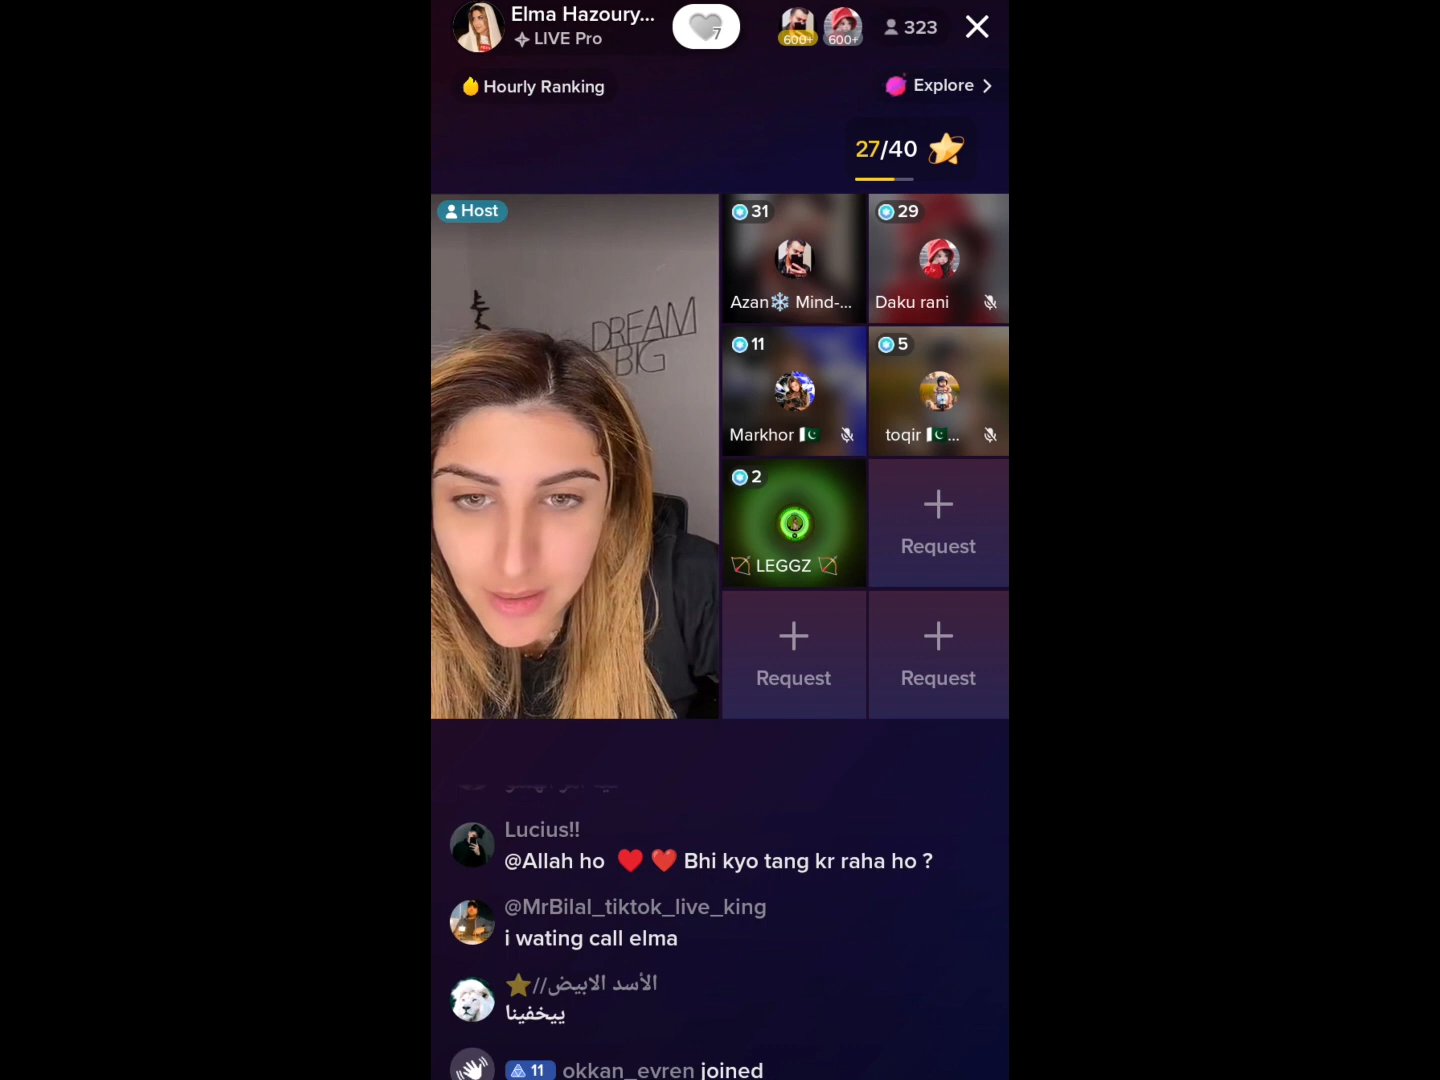 Elma Hazoury...
LIVE Pro
7
600+
600+
323
Hourly Ranking
Explore
27/40
Host
DREAM
BIG
31
Azan❄️ Mind-...
29
Daku rani
11
Markhor 🇵🇰
5
toqir 🇵🇰...
2
🏹 LEGGZ 🏹
Request
Request
Request
Lucius!!
@Allah ho ♥️ ❤️ Bhi kyo tang kr raha ho ?
@MrBilal_tiktok_live_king
i wating call elma
⭐//الأسد الابيض
ييخفينا
11 okkan_evren joined